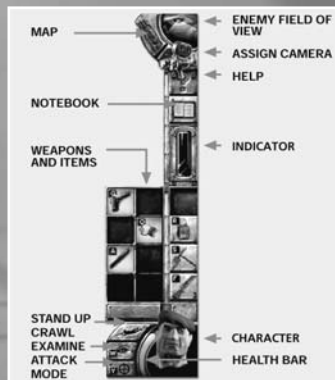 MAP
ENEMY FIELD OF
VIEW
ASSIGN CAMERA
HELP
NOTEBOOK
INDICATOR
WEAPONS
AND ITEMS
STAND UP
CRAWL
EXAMINE
ATTACK
MODE
CHARACTER
HEALTH BAR